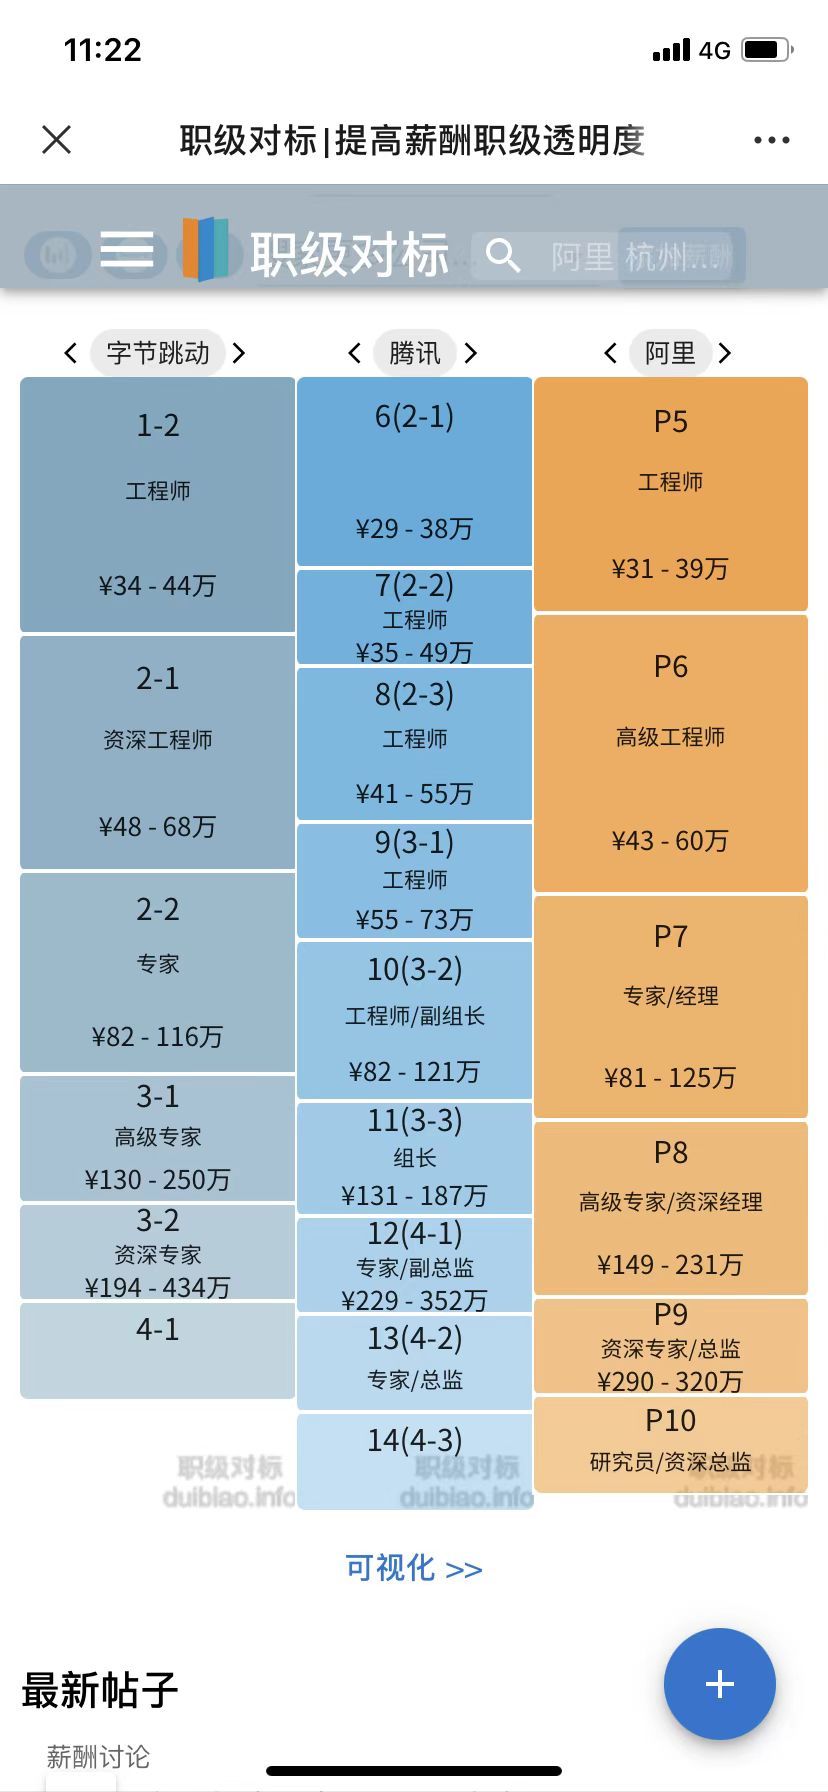 11:22
4G
职级对标|提高薪酬职级透明度
职级对标
阿里 杭州...
字节跳动
腾讯
阿里
1-2
工程师
¥34 - 44万
2-1
资深工程师
¥48 - 68万
2-2
专家
¥82 - 116万
3-1
高级专家
¥130 - 250万
3-2
资深专家
¥194 - 434万
4-1
6(2-1)
¥29 - 38万
7(2-2)
工程师
¥35 - 49万
8(2-3)
工程师
¥41 - 55万
9(3-1)
工程师
¥55 - 73万
10(3-2)
工程师/副组长
¥82 - 121万
11(3-3)
组长
¥131 - 187万
12(4-1)
专家/副总监
¥229 - 352万
13(4-2)
专家/总监
14(4-3)
P5
工程师
¥31 - 39万
P6
高级工程师
¥43 - 60万
P7
专家/经理
¥81 - 125万
P8
高级专家/资深经理
¥149 - 231万
P9
资深专家/总监
¥290 - 320万
P10
研究员/资深总监
职级对标
duibiao.info
职级对标
duibiao.info
职级对标
duibiao.info
可视化 >>
最新帖子
薪酬讨论